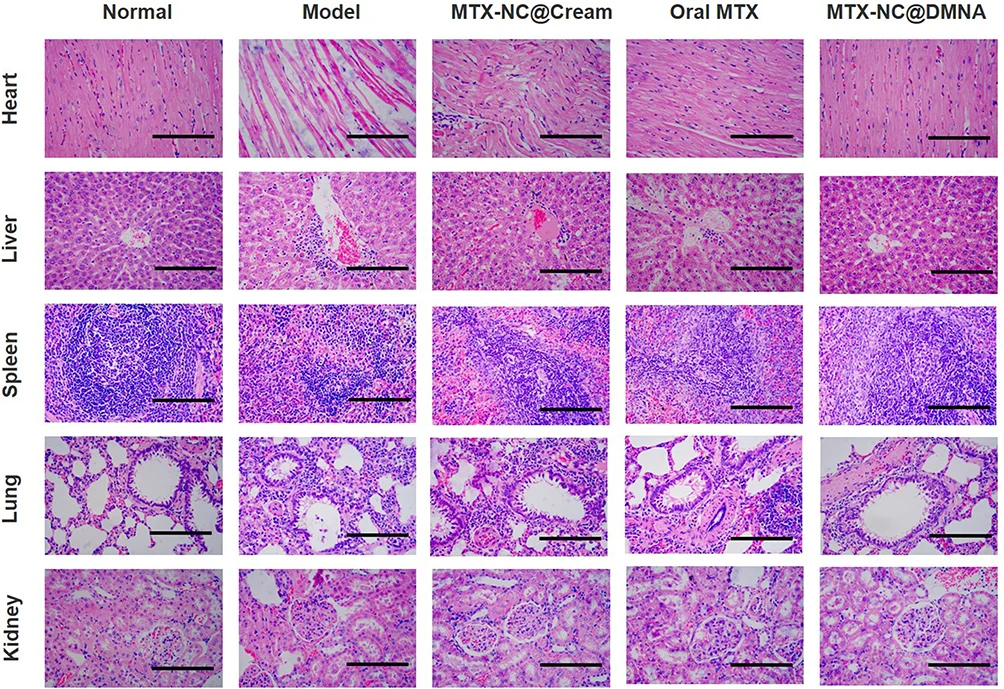 Normal Model MTX-NC@Cream Oral MTX MTX-NC@DMNA
Heart
Liver
Spleen
Lung
Kidney